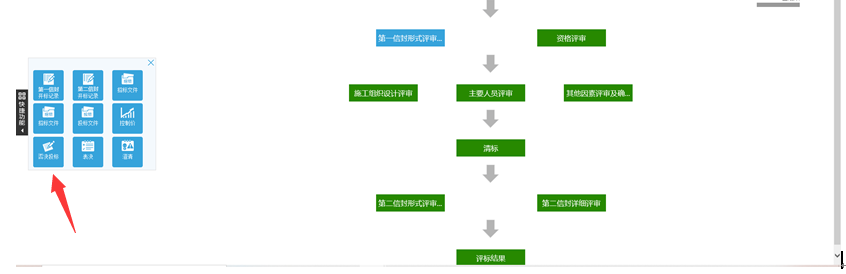 第一信封形式评审...
资格评审
施工组织设计评审
主要人员评审
其他因素评审及确...
清标
第二信封形式评审...
第二信封详细评审
评标结果
快捷功能
第一信封
开标记录
第二信封
开标记录
招标文件
招标文件
投标文件
控制价
否决投标
表决
澄清